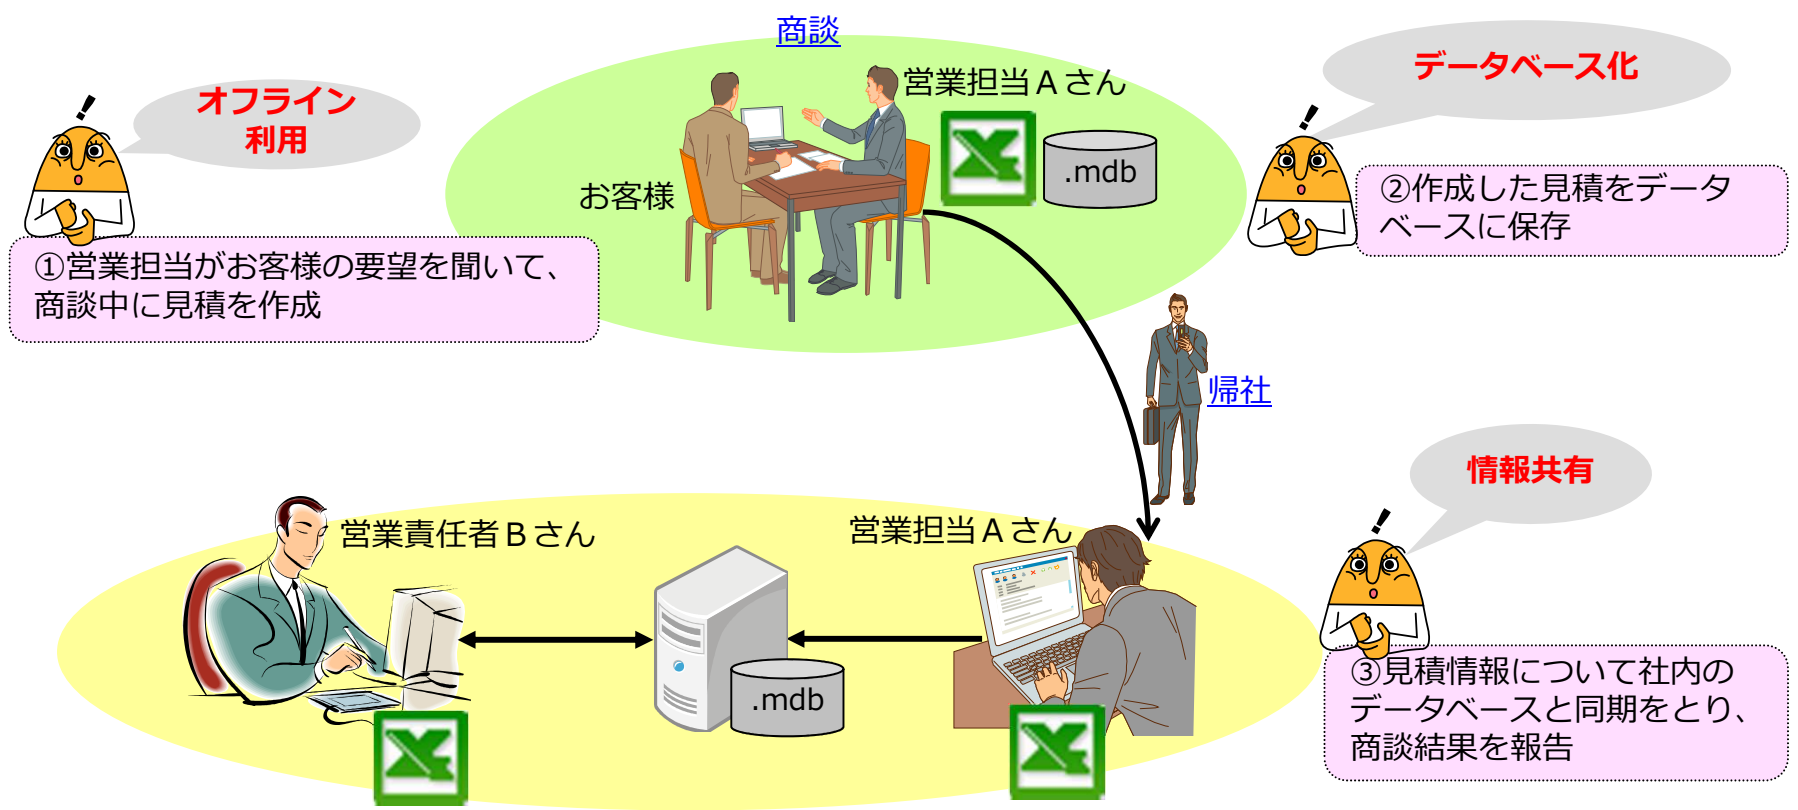 商談
オフライン
利用
営業担当Ａさん
データベース化
.mdb
お客様
①営業担当がお客様の要望を聞いて、
商談中に見積を作成
②作成した見積をデータ
ベースに保存
帰社
情報共有
営業責任者Ｂさん
営業担当Ａさん
.mdb
③見積情報について社内の
データベースと同期をとり、
商談結果を報告